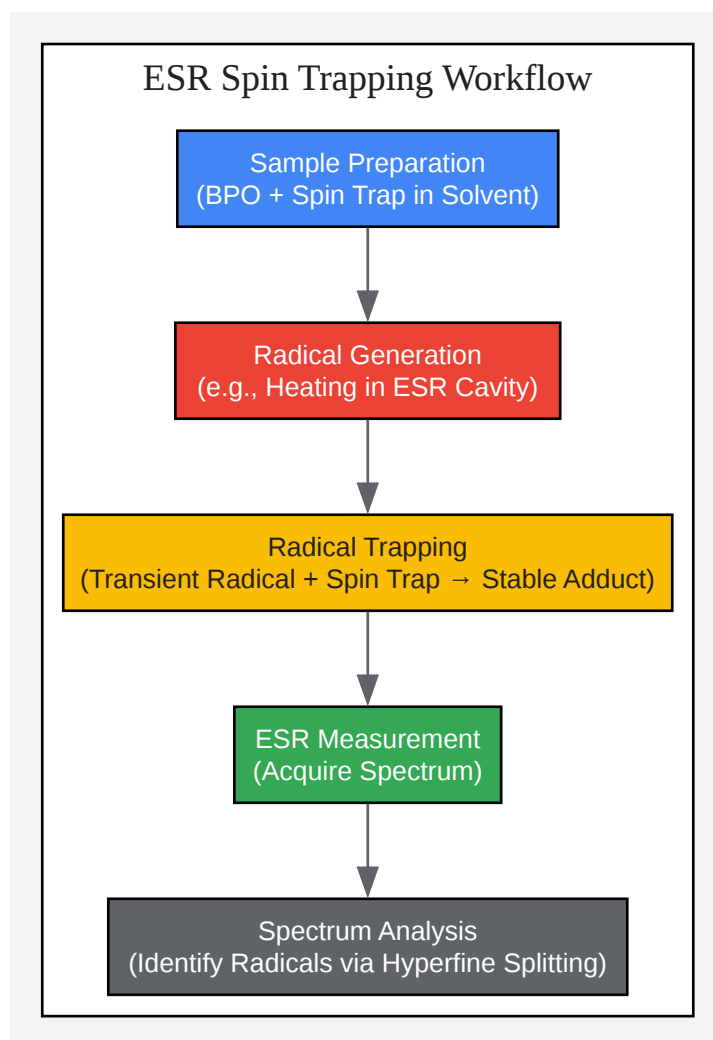 ESR Spin Trapping Workflow
Sample Preparation
(BPO + Spin Trap in Solvent)
Radical Generation
(e.g., Heating in ESR Cavity)
Radical Trapping
(Transient Radical + Spin Trap → Stable Adduct)
ESR Measurement
(Acquire Spectrum)
Spectrum Analysis
(Identify Radicals via Hyperfine Splitting)